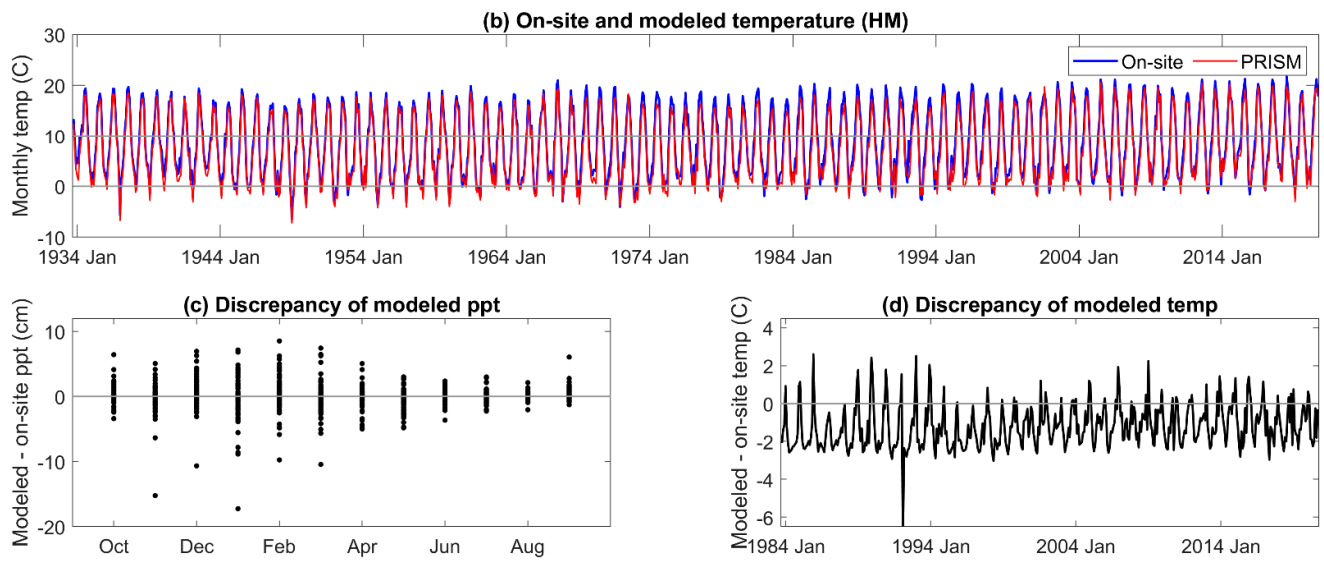 (b) On-site and modeled temperature (HM)
Monthly temp (C)
30
20
10
0
-10
On-site
PRISM
1934 Jan
1944 Jan
1954 Jan
1964 Jan
1974 Jan
1984 Jan
1994 Jan
2004 Jan
2014 Jan
(c) Discrepancy of modeled ppt
Modeled - on-site ppt (cm)
10
0
-10
-20
Oct
Dec
Feb
Apr
Jun
Aug
(d) Discrepancy of modeled temp
Modeled - on-site temp (C)
4
2
0
-2
-4
-6
1984 Jan
1994 Jan
2004 Jan
2014 Jan